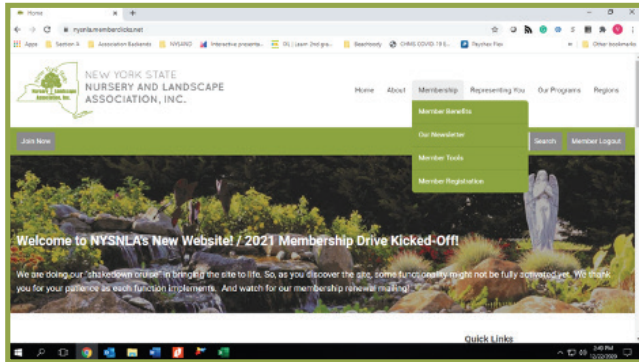 Home
nysnla.memberclicks.net
Apps
Section A
Association Backends
NYSANO
Interactive presenta...
Beachbody
Paychex Flex
Other bookmarks
NEW YORK STATE
NURSERY AND LANDSCAPE
ASSOCIATION, INC.
Home About Membership Representing You Our Programs Regions
Member Benefits
Our Newsletter
Member Tools
Member Registration
Join Now
Search Member Logout
Welcome to NYSNLA's New Website! / 2021 Membership Drive Kicked-Off!
We are doing our "shakedown cruise" in bringing the site to life. So, as you discover the site, some functionality might not be fully activated yet. We thank
you for your patience as each function implements. And watch for our membership renewal mailing!
Quick Links
12/22/2020